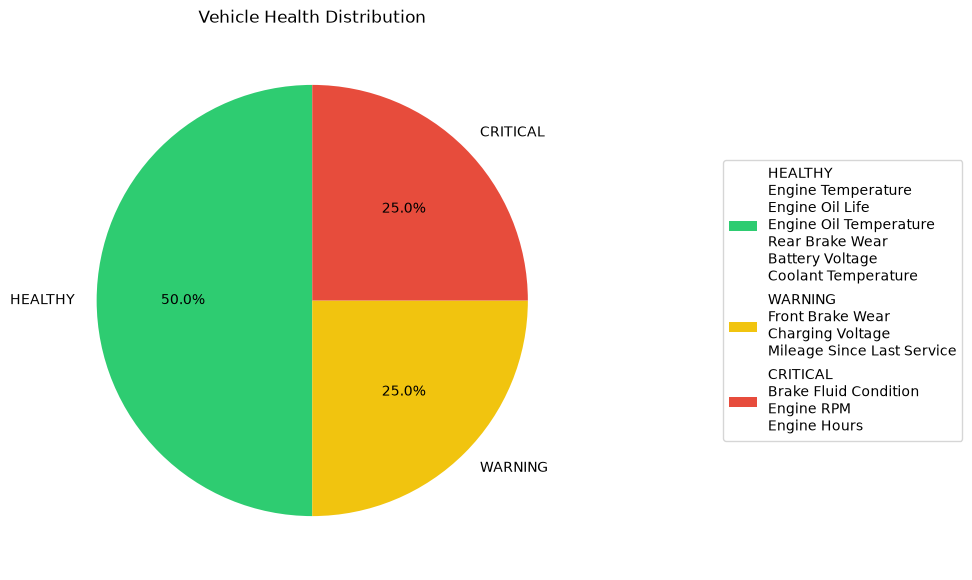 Vehicle Health Distribution
CRITICAL
25.0%
HEALTHY
50.0%
25.0%
WARNING
HEALTHY
Engine Temperature
Engine Oil Life
Engine Oil Temperature
Rear Brake Wear
Battery Voltage
Coolant Temperature
WARNING
Front Brake Wear
Charging Voltage
Mileage Since Last Service
CRITICAL
Brake Fluid Condition
Engine RPM
Engine Hours